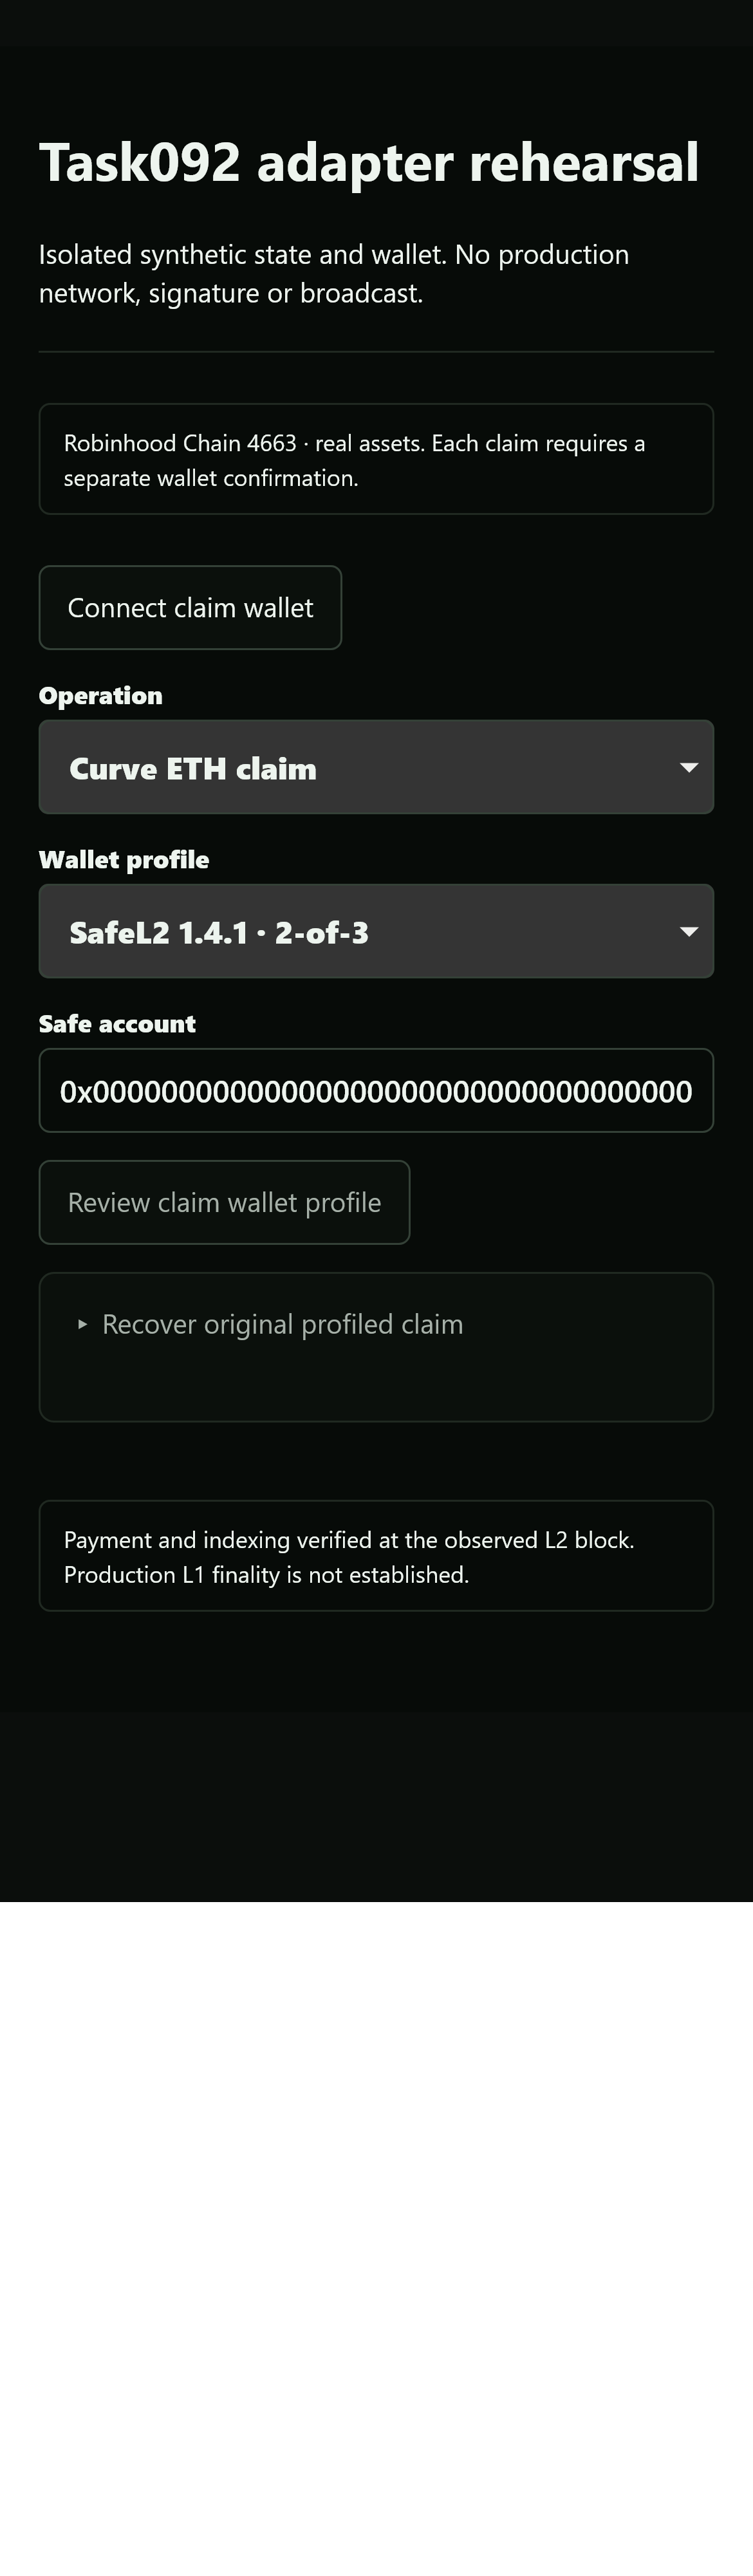 Task092 adapter rehearsal
Isolated synthetic state and wallet. No production
network, signature or broadcast.
Robinhood Chain 4663 · real assets. Each claim requires a
separate wallet confirmation.
Connect claim wallet
Operation
Curve ETH claim
Wallet profile
SafeL2 1.4.1 · 2-of-3
Safe account
0x00000000000000000000000000000000000000
Review claim wallet profile
Recover original profiled claim
Payment and indexing verified at the observed L2 block.
Production L1 finality is not established.